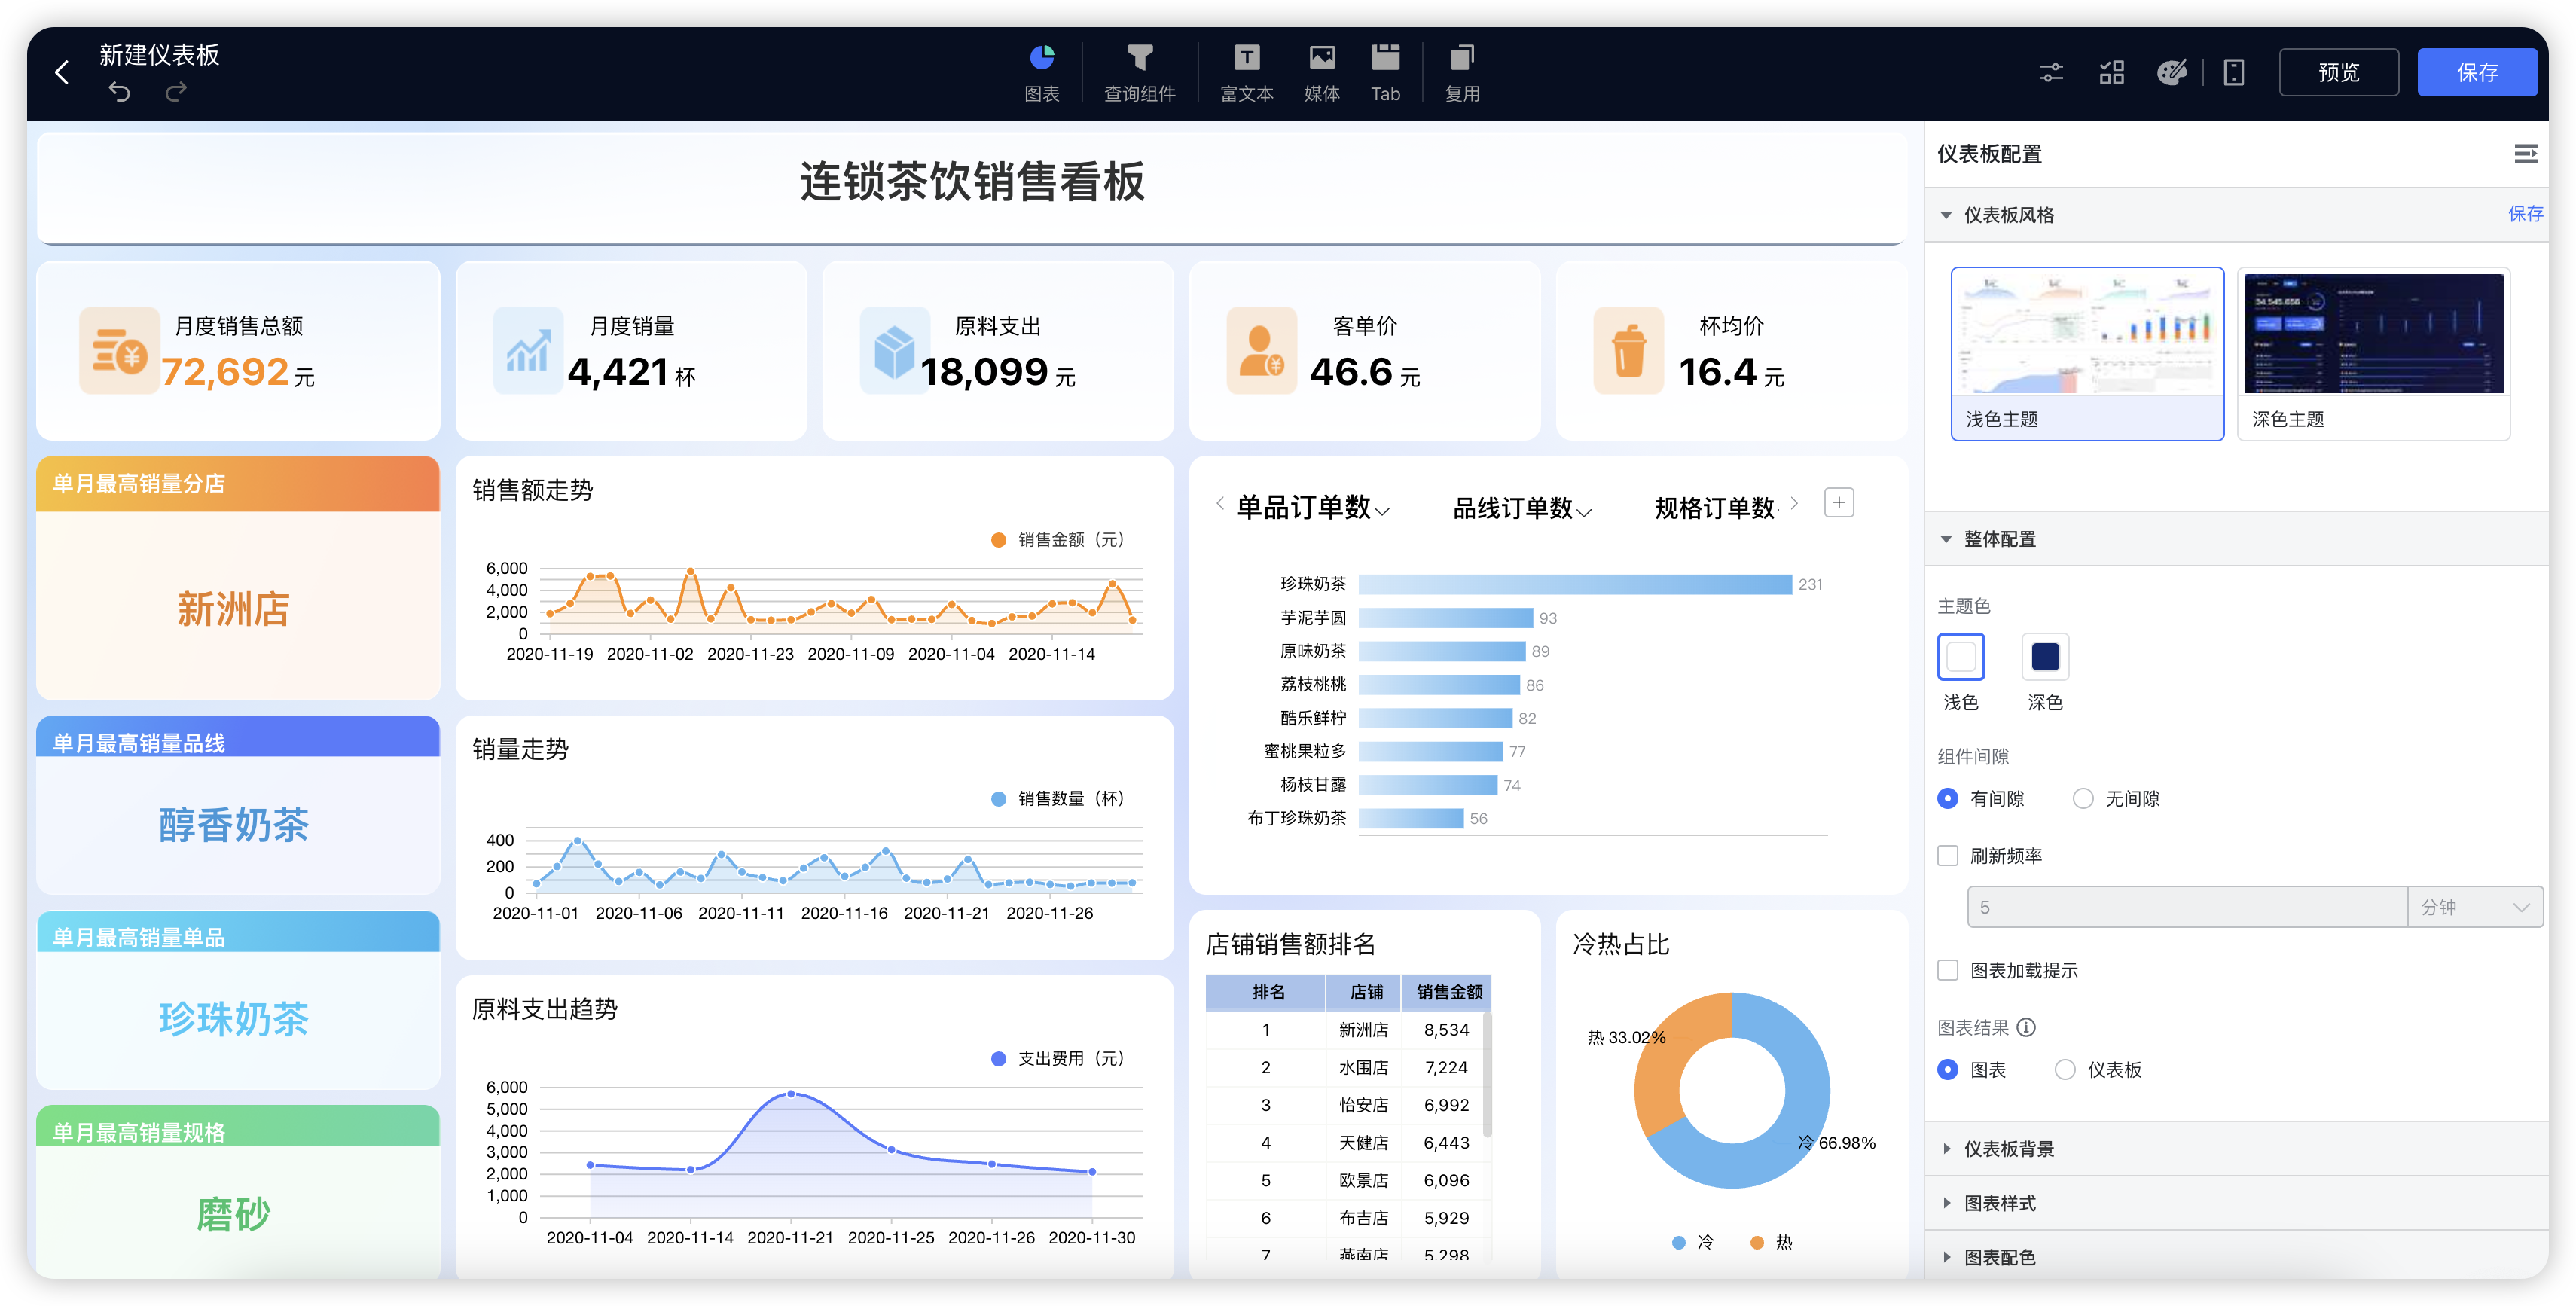 新建仪表板
图表
查询组件
富文本
媒体
Tab
复用
预览
保存
连锁茶饮销售看板
月度销售总额
72,692 元
月度销量
4,421 杯
原料支出
18,099 元
客单价
46.6 元
杯均价
16.4 元
单月最高销量分店
新洲店
单月最高销量品线
醇香奶茶
单月最高销量单品
珍珠奶茶
单月最高销量规格
磨砂
销售额走势
销售金额（元）
6,000
4,000
2,000
0
2020-11-19 2020-11-02 2020-11-23 2020-11-09 2020-11-04 2020-11-14
销量走势
销售数量（杯）
400
200
0
2020-11-01 2020-11-06 2020-11-11 2020-11-16 2020-11-21 2020-11-26
原料支出趋势
支出费用（元）
6,000
5,000
4,000
3,000
2,000
1,000
0
2020-11-04 2020-11-14 2020-11-21 2020-11-25 2020-11-26 2020-11-30
单品订单数 品线订单数 规格订单数
珍珠奶茶 231
芋泥芋圆 93
原味奶茶 89
荔枝桃桃 86
酷乐鲜柠 82
蜜桃果粒多 77
杨枝甘露 74
布丁珍珠奶茶 56
店铺销售额排名
排名 店铺 销售金额
1 新洲店 8,534
2 水围店 7,224
3 怡安店 6,992
4 天健店 6,443
5 欧景店 6,096
6 布吉店 5,929
7 燕南店 5,298
冷热占比
热 33.02%
冷 66.98%
冷 热
仪表板配置
仪表板风格 保存
34,545,656
浅色主题
深色主题
整体配置
主题色
浅色 深色
组件间隙
有间隙 无间隙
刷新频率
5 分钟
图表加载提示
图表结果
图表 仪表板
仪表板背景
图表样式
图表配色